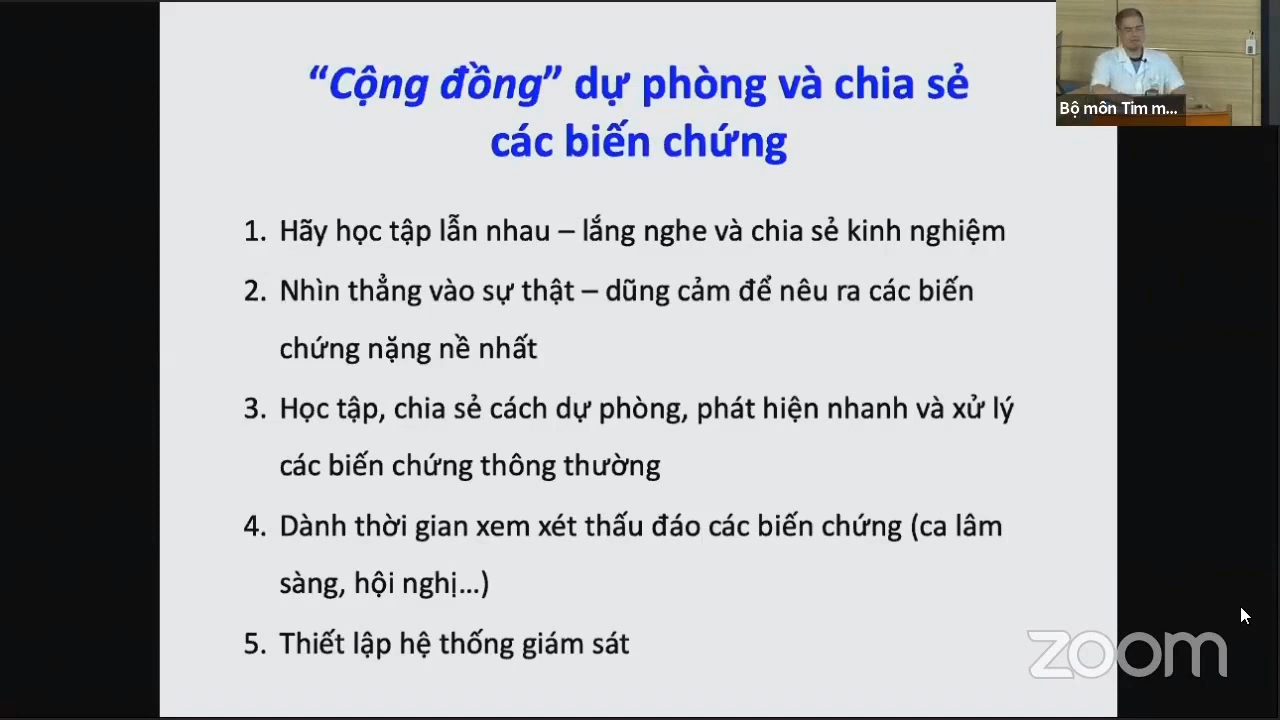 “Cộng đồng” dự phòng và chia sẻ
các biến chứng
Bộ môn Tim m...
1. Hãy học tập lẫn nhau – lắng nghe và chia sẻ kinh nghiệm
2. Nhìn thẳng vào sự thật – dũng cảm để nêu ra các biến
chứng nặng nề nhất
3. Học tập, chia sẻ cách dự phòng, phát hiện nhanh và xử lý
các biến chứng thông thường
4. Dành thời gian xem xét thấu đáo các biến chứng (ca lâm
sàng, hội nghị…)
5. Thiết lập hệ thống giám sát
zoom